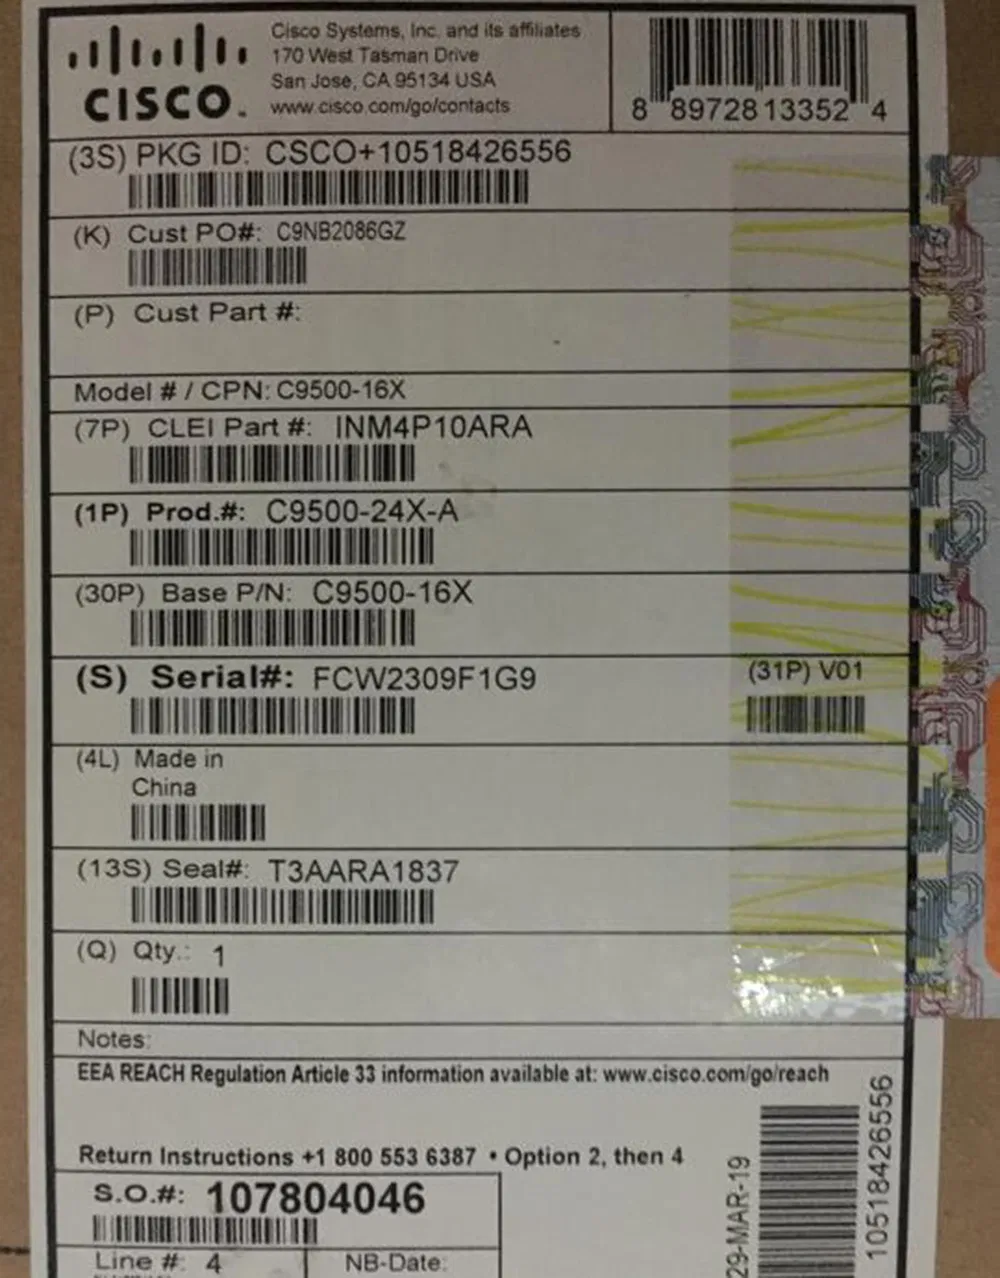 CISCO.
Cisco Systems, Inc. and its affiliates
170 West Tasman Drive
San Jose, CA 95134 USA
www.cisco.com/go/contacts
8 89728 13352 4
(3S) PKG ID: CSCO+10518426556
(K) Cust PO#: C9NB2086GZ
(P) Cust Part #:
Model # / CPN: C9500-16X
(7P) CLEI Part #: INM4P10ARA
(1P) Prod.#: C9500-24X-A
(30P) Base P/N: C9500-16X
(S) Serial#: FCW2309F1G9
(31P) V01
(4L) Made in
China
(13S) Seal#: T3AARA1837
(Q) Qty.: 1
Notes:
EEA REACH Regulation Article 33 information available at: www.cisco.com/go/reach
Return Instructions +1 800 553 6387 • Option 2, then 4
S.O.#: 107804046
Line #: 4
NB-Date:
29-MAR-19
10518426556